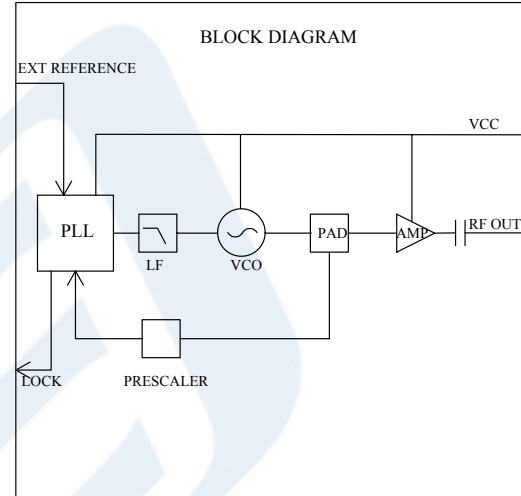 BLOCK DIAGRAM
EXT REFERENCE
VCC
PLL
LF
VCO
PAD
AMP
RF OUT
PRESCALER
LOCK